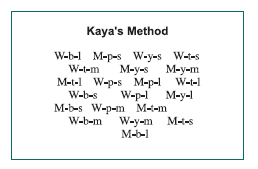 Kaya's Method
W-b-l M-p-s W-y-s W-t-s
W-t-m M-y-s M-y-m
M-t-l W-p-s M-p-l W-t-l
W-b-s W-p-l M-y-l
M-b-s W-p-m M-t-m
W-b-m W-y-m M-t-s
M-b-l